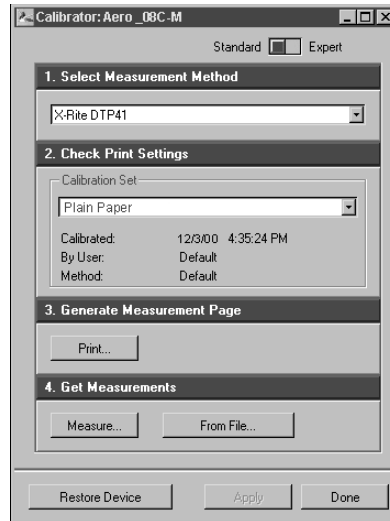 Calibrator: Aero _08C-M
Standard Expert
1. Select Measurement Method
X-Rite DTP41
2. Check Print Settings
Calibration Set
Plain Paper
Calibrated: 12/3/00 4:35:24 PM
By User: Default
Method: Default
3. Generate Measurement Page
Print...
4. Get Measurements
Measure... From File...
Restore Device Apply Done